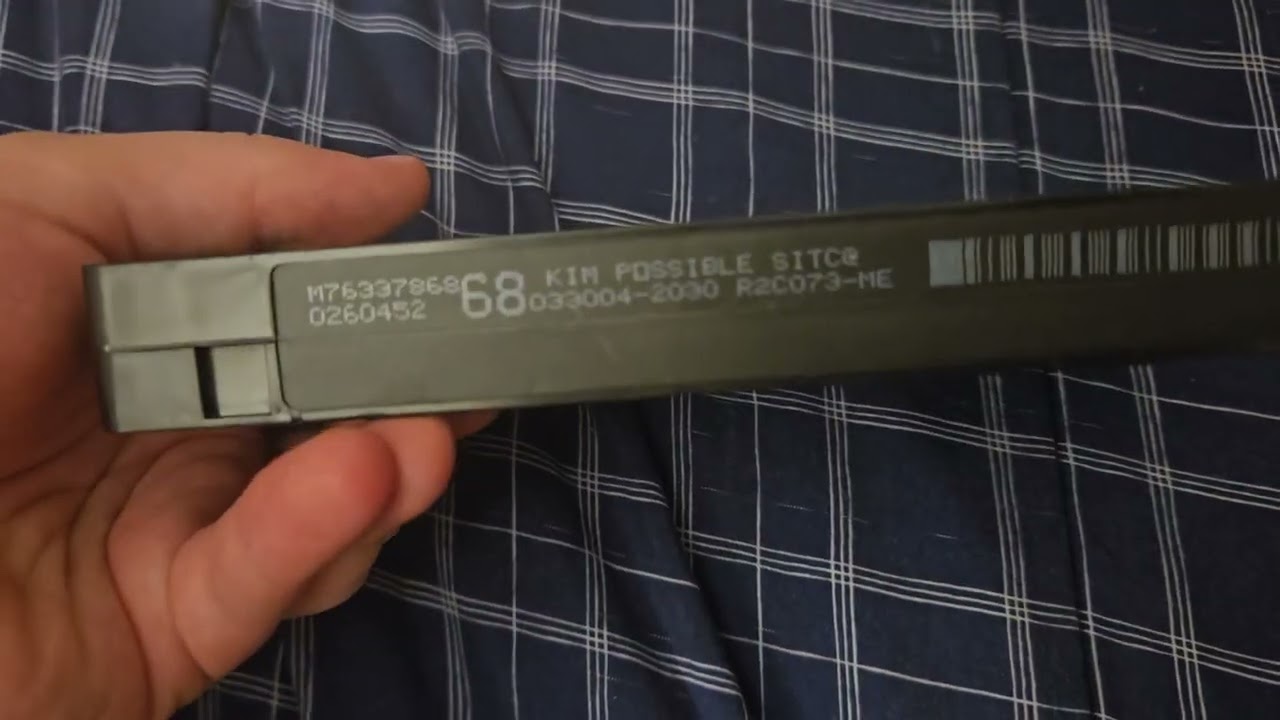 M76337868 68 KIM POSSIBLE SITC@
0260452 033004-2030 R2C073-ME